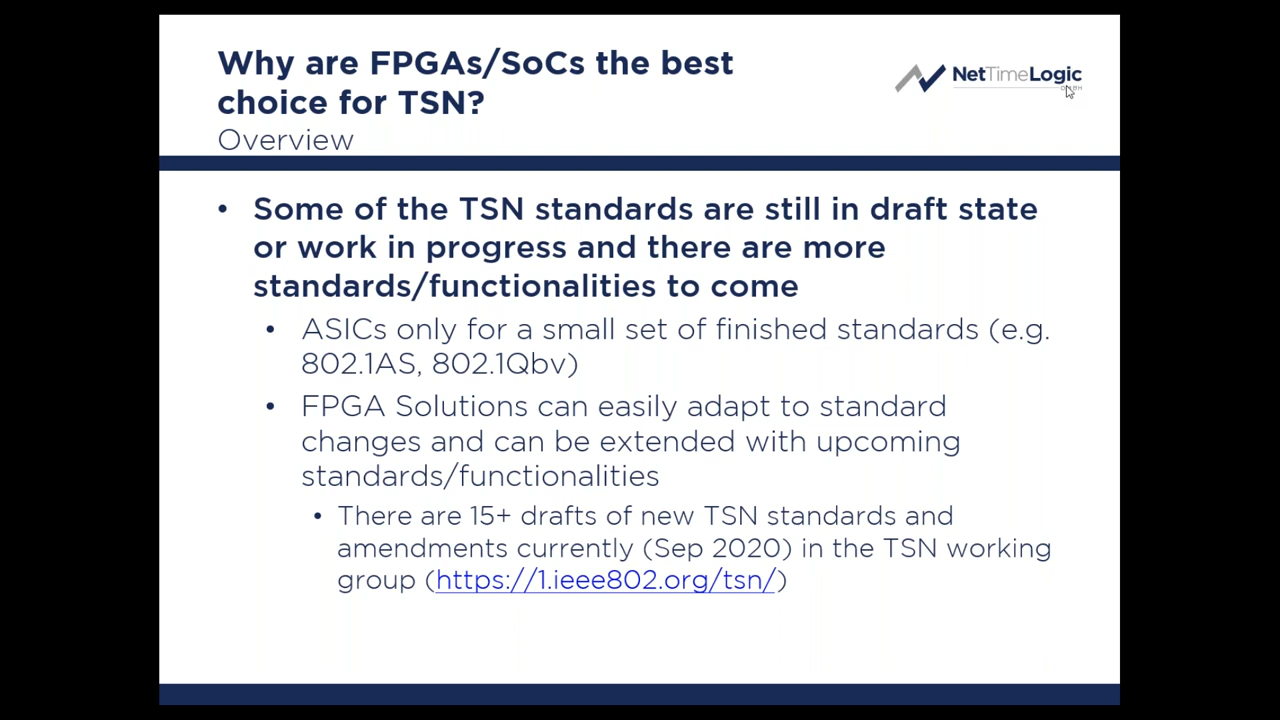 Why are FPGAs/SoCs the best
choice for TSN?
Overview
NetTimeLogic
• Some of the TSN standards are still in draft state
or work in progress and there are more
standards/functionalities to come
• ASICs only for a small set of finished standards (e.g.
802.1AS, 802.1Qbv)
• FPGA Solutions can easily adapt to standard
changes and can be extended with upcoming
standards/functionalities
• There are 15+ drafts of new TSN standards and
amendments currently (Sep 2020) in the TSN working
group (https://1.ieee802.org/tsn/)